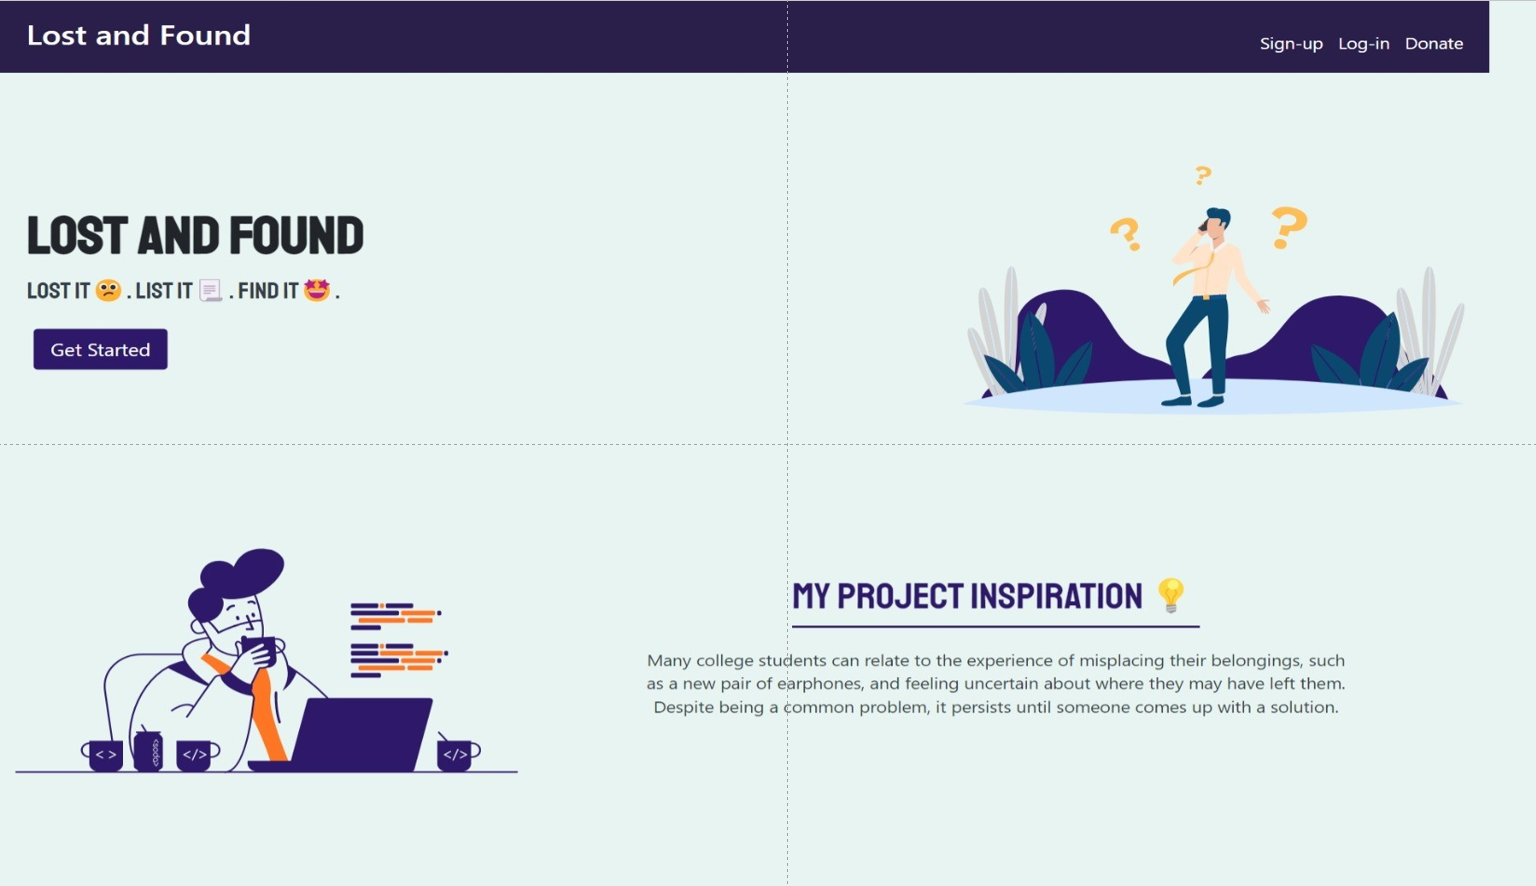 Lost and Found
Sign-up Log-in Donate
LOST AND FOUND
LOST IT 😕 . LIST IT 📃 . FIND IT 🤩 .
Get Started
MY PROJECT INSPIRATION 💡
Many college students can relate to the experience of misplacing their belongings, such
as a new pair of earphones, and feeling uncertain about where they may have left them.
Despite being a common problem, it persists until someone comes up with a solution.
< >
</>
</>